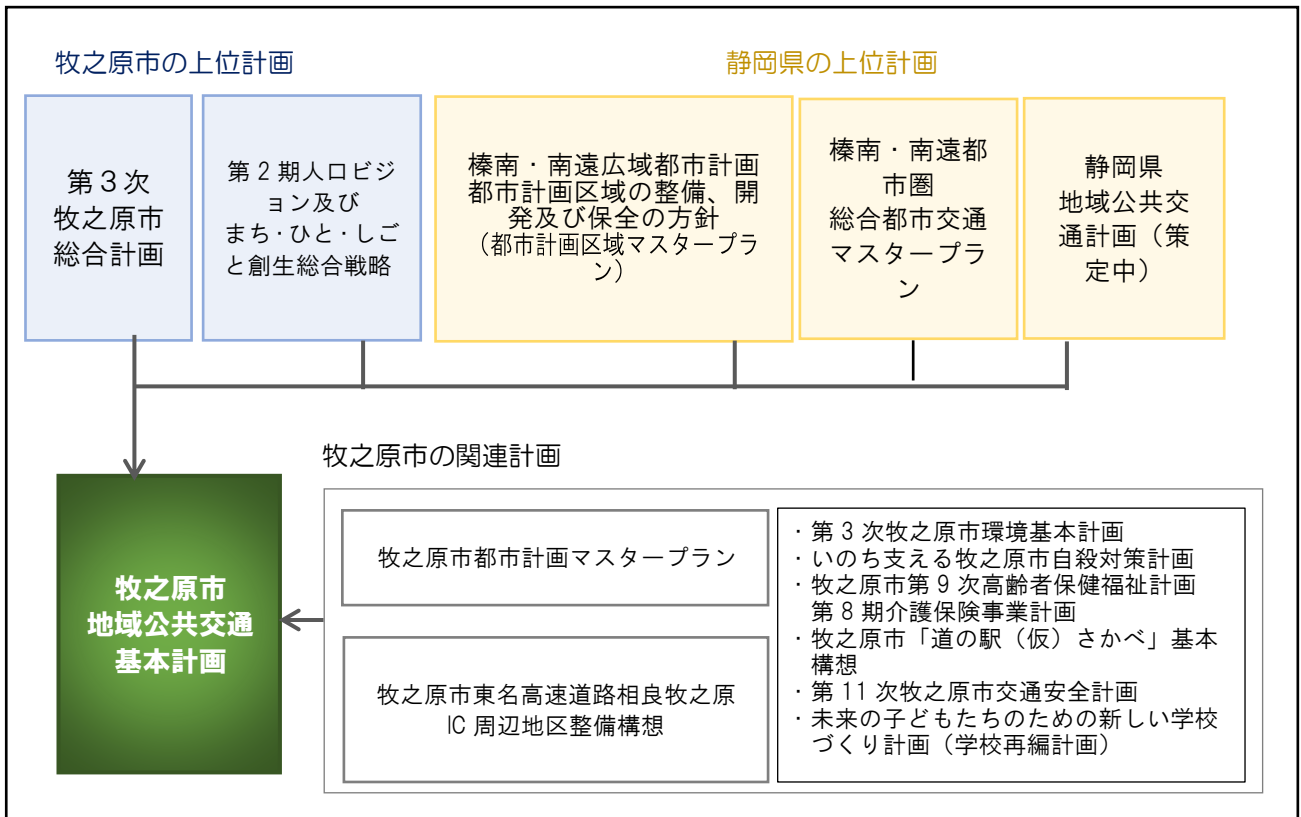 牧之原市の上位計画
静岡県の上位計画
第３次
牧之原市
総合計画
第２期人口ビジ
ョン及び
まち・ひと・しご
と創生総合戦略
榛南・南遠広域都市計画
都市計画区域の整備、開
発及び保全の方針
（都市計画区域マスタープラ
ン）
榛南・南遠都
市圏
総合都市交通
マスタープラ
ン
静岡県
地域公共交
通計画（策
定中）
牧之原市の関連計画
牧之原市
地域公共交通
基本計画
牧之原市都市計画マスタープラン
牧之原市東名高速道路相良牧之原
IC 周辺地区整備構想
・第３次牧之原市環境基本計画
・いのち支える牧之原市自殺対策計画
・牧之原市第９次高齢者保健福祉計画
第８期介護保険事業計画
・牧之原市「道の駅（仮）さかべ」基本
構想
・第 11 次牧之原市交通安全計画
・未来の子どもたちのための新しい学校
づくり計画（学校再編計画）